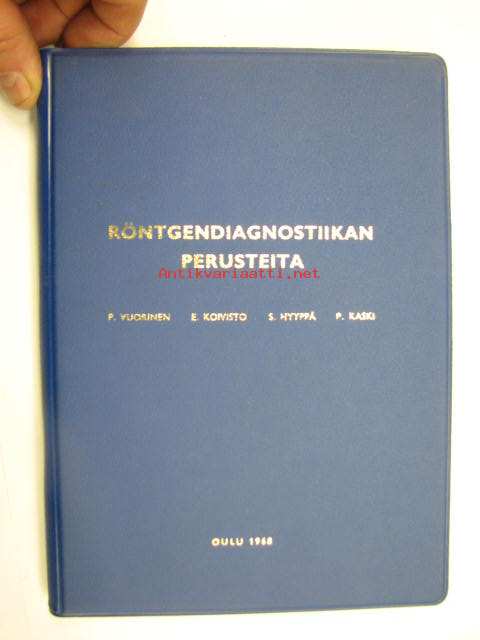 RÖNTGENDIAGNOSTIIKAN
PERUSTEITA
Antikvariaatti.net
P. VUORINEN E. KOIVISTO S. HYYPPÄ P. KASKI
OULU 1968